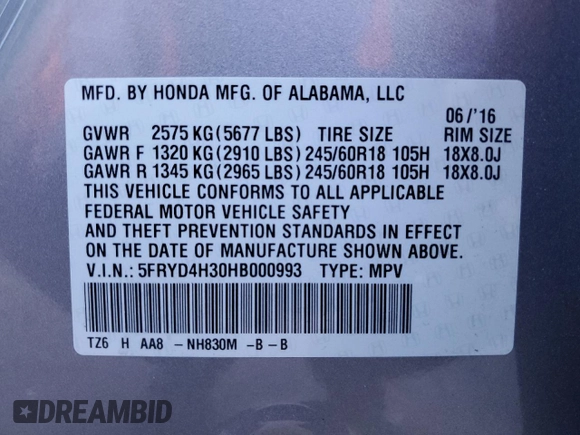 MFD. BY HONDA MFG. OF ALABAMA, LLC
06/'16
GVWR 2575 KG(5677 LBS) TIRE SIZE RIM SIZE
GAWR F 1320 KG(2910 LBS) 245/60R18 105H 18X8.0J
GAWR R 1345 KG(2965 LBS) 245/60R18 105H 18X8.0J
THIS VEHICLE CONFORMS TO ALL APPLICABLE
FEDERAL MOTOR VEHICLE SAFETY
AND THEFT PREVENTION STANDARDS IN EFFECT
ON THE DATE OF MANUFACTURE SHOWN ABOVE.
V.I.N.: 5FRYD4H30HB000993 TYPE: MPV
TZ6 H AA8 -NH830M -B -B
DREAMBID